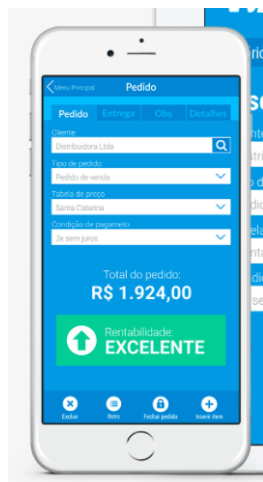 Menu Principal
Pedido
Pedido
Entrega
Obs
Detalhes
Cliente
Distribuidora Ltda
Tipo de pedido
Pedido de venda
Tabela de preco
Santa Catarina
Condição de pagameto
3x sem juros
Total do pedido:
R$ 1.924,00
Rentabilidade:
EXCELENTE
Excluir
Itens
Fechar pedido
Inserir item